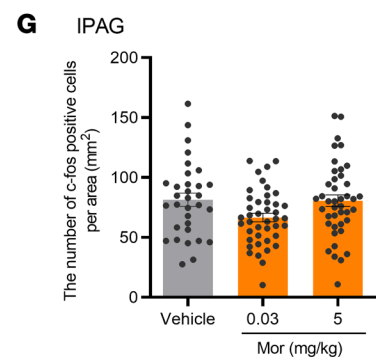 G lPAG
The number of c-fos positive cells
per area (mm²)
200
150
100
50
0
Vehicle 0.03 5
Mor (mg/kg)